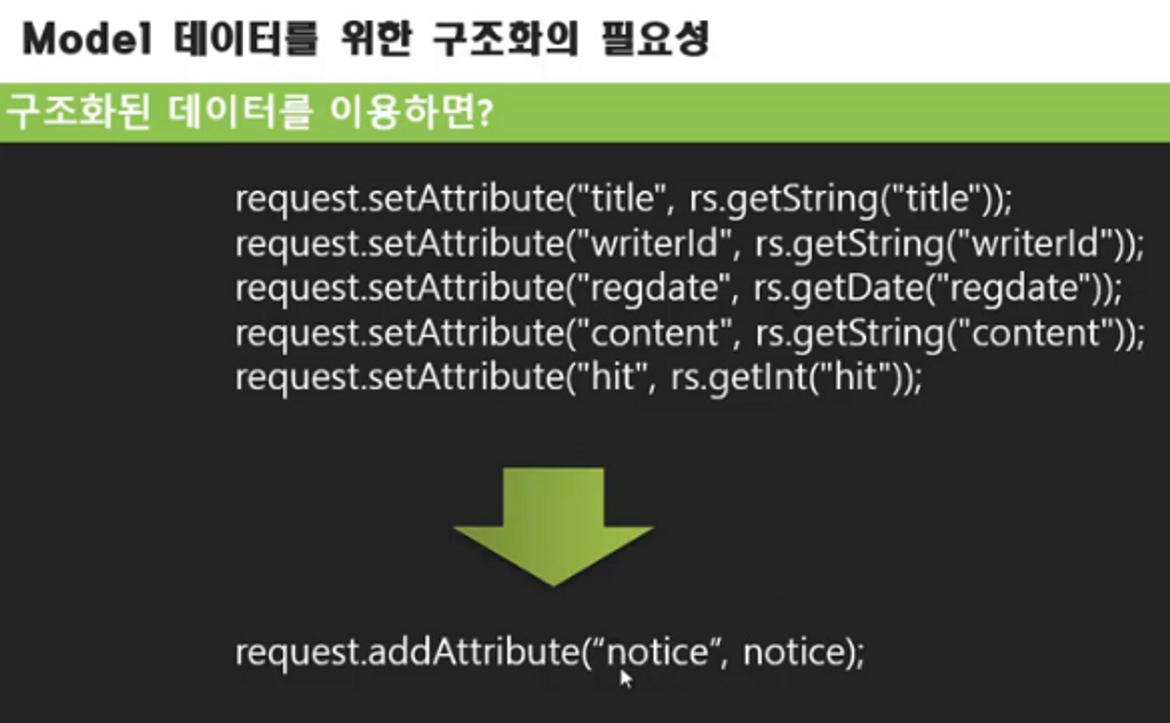 Model 데이터를 위한 구조화의 필요성
구조화된 데이터를 이용하면?
request.setAttribute("title", rs.getString("title"));
request.setAttribute("writerId", rs.getString("writerId"));
request.setAttribute("regdate", rs.getDate("regdate"));
request.setAttribute("content", rs.getString("content"));
request.setAttribute("hit", rs.getInt("hit"));
request.addAttribute(“notice”, notice);